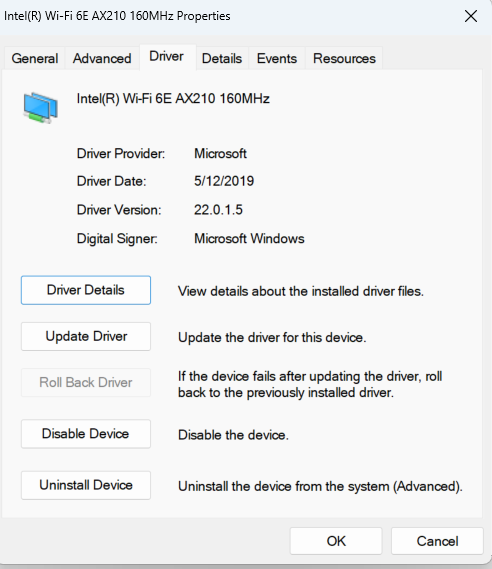 Intel(R) Wi-Fi 6E AX210 160MHz Properties
General Advanced Driver Details Events Resources
Intel(R) Wi-Fi 6E AX210 160MHz
Driver Provider: Microsoft
Driver Date: 5/12/2019
Driver Version: 22.0.1.5
Digital Signer: Microsoft Windows
Driver Details View details about the installed driver files.
Update Driver Update the driver for this device.
Roll Back Driver If the device fails after updating the driver, roll
back to the previously installed driver.
Disable Device Disable the device.
Uninstall Device Uninstall the device from the system (Advanced).
OK Cancel